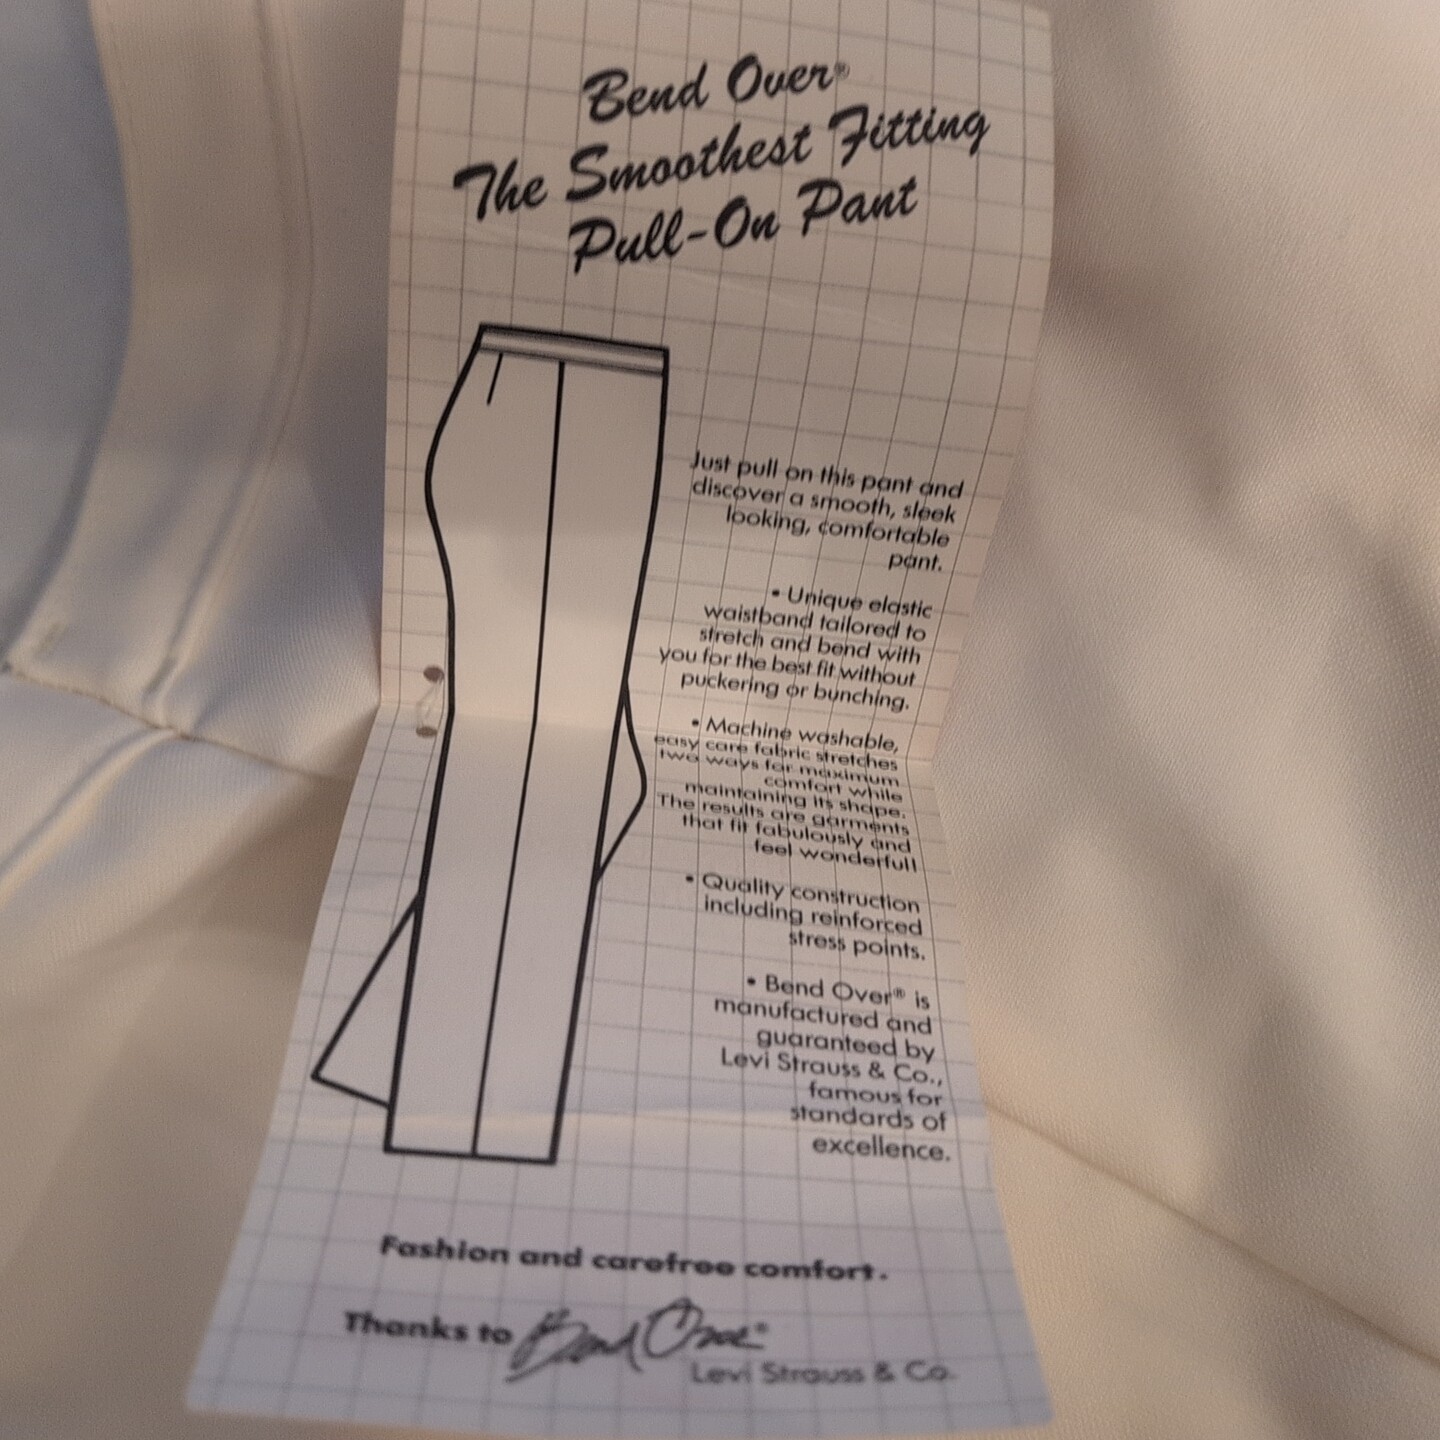 Bend Over®
The Smoothest Fitting
Pull-On Pant
Just pull on this pant and
discover a smooth, sleek
looking, comfortable
pant.
• Unique elastic
waistband tailored to
stretch and bend with
you for the best fit without
puckering or bunching.
• Machine washable,
easy care fabric stretches
two ways for maximum
comfort while
maintaining its shape.
The results are garments
that fit fabulously and
feel wonderful!
• Quality construction
including reinforced
stress points.
• Bend Over® is
manufactured and
guaranteed by
Levi Strauss & Co.,
famous for
standards of
excellence.
Fashion and carefree comfort.
Thanks to Bend Over®
Levi Strauss & Co.